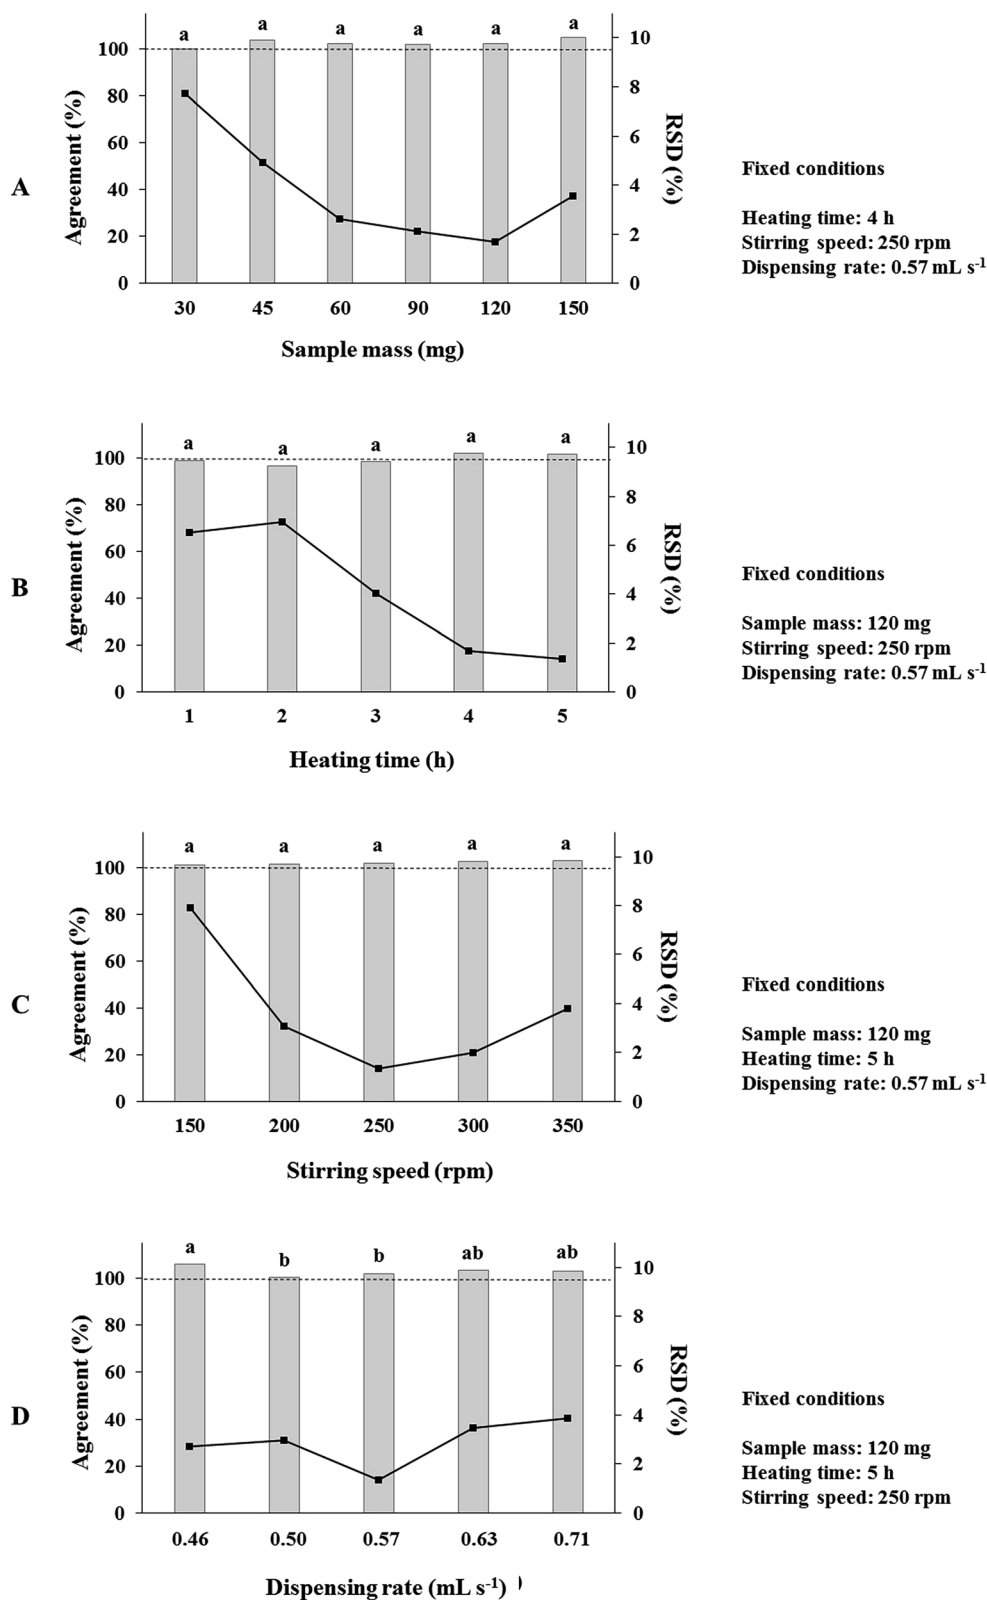 A
Agreement (%)
100
80
60
40
20
0
a a a a a a
10
8
6
4
2
0
RSD (%)
30 45 60 90 120 150
Sample mass (mg)
Fixed conditions
Heating time: 4 h
Stirring speed: 250 rpm
Dispensing rate: 0.57 mL s⁻¹
B
Agreement (%)
100
80
60
40
20
0
a a a a a
10
8
6
4
2
0
RSD (%)
1 2 3 4 5
Heating time (h)
Fixed conditions
Sample mass: 120 mg
Stirring speed: 250 rpm
Dispensing rate: 0.57 mL s⁻¹
C
Agreement (%)
100
80
60
40
20
0
a a a a a
10
8
6
4
2
0
RSD (%)
150 200 250 300 350
Stirring speed (rpm)
Fixed conditions
Sample mass: 120 mg
Heating time: 5 h
Dispensing rate: 0.57 mL s⁻¹
D
Agreement (%)
100
80
60
40
20
0
a b b ab ab
10
8
6
4
2
0
RSD (%)
0.46 0.50 0.57 0.63 0.71
Dispensing rate (mL s⁻¹) )
Fixed conditions
Sample mass: 120 mg
Heating time: 5 h
Stirring speed: 250 rpm